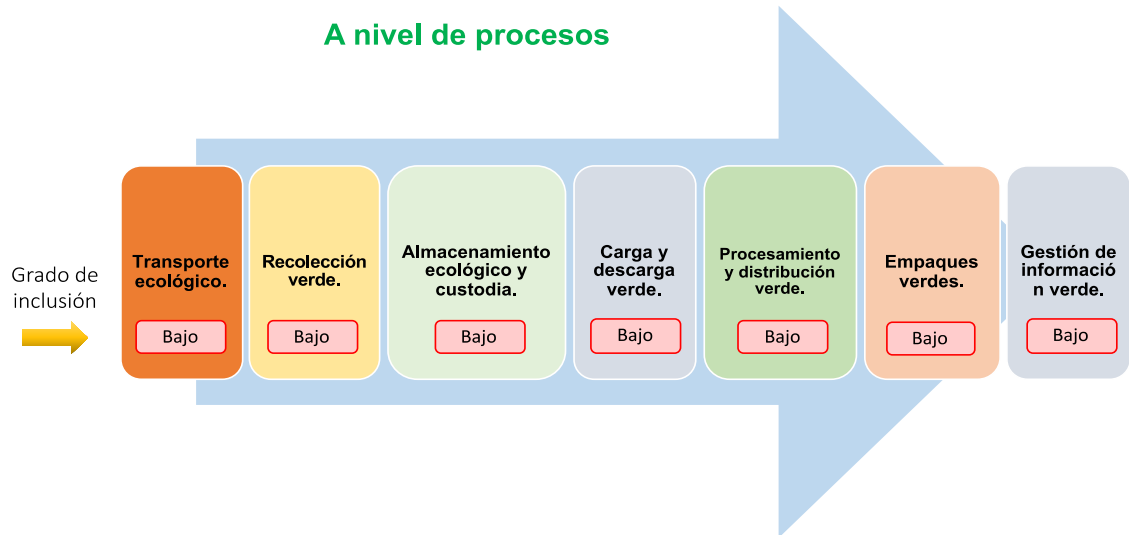 A nivel de procesos
Grado de
inclusión
Transporte
ecológico.
Bajo
Recolección
verde.
Bajo
Almacenamiento
ecológico y
custodia.
Bajo
Carga y
descarga
verde.
Bajo
Procesamiento
y distribución
verde.
Bajo
Empaques
verdes.
Bajo
Gestión de
informació
n verde.
Bajo